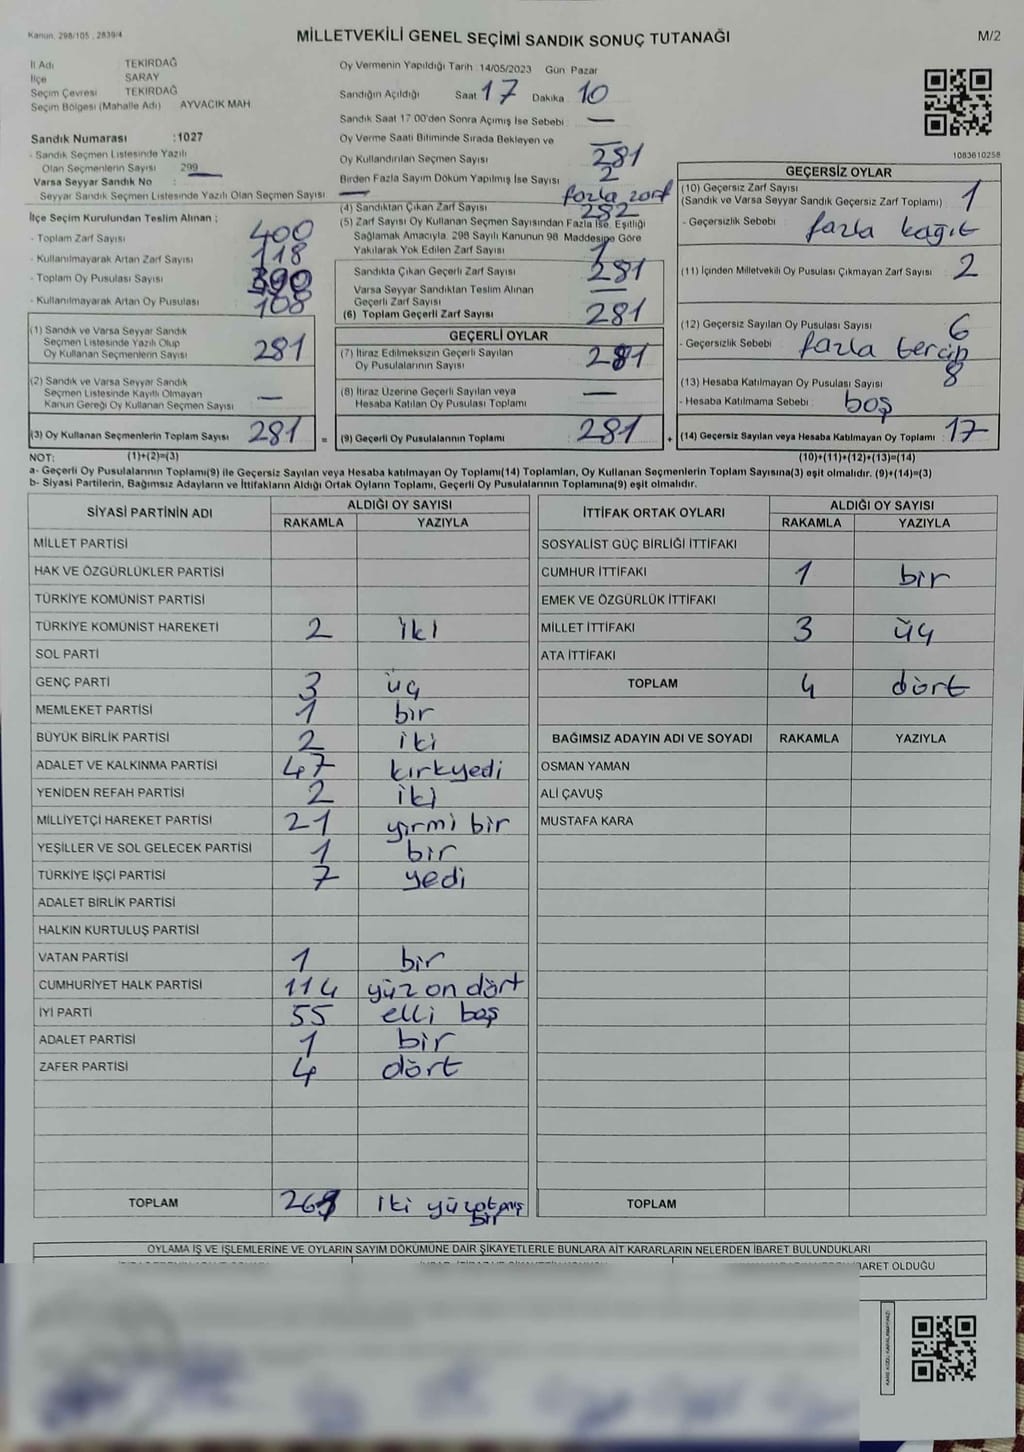 Kanun. 298/105 , 2839/4
MİLLETVEKİLİ GENEL SEÇİMİ SANDIK SONUÇ TUTANAĞI
M/2
İl Adı TEKİRDAĞ
İlçe SARAY
Seçim Çevresi TEKİRDAĞ
Seçim Bölgesi (Mahalle Adı) AYVACIK MAH
Oy Vermenin Yapıldığı Tarih 14/05/2023 Gün Pazar
Sandığın Açıldığı Saat 17 Dakika 10
Sandık Saat 17 00'den Sonra Açımış İse Sebebi —
Sandık Numarası :1027
- Sandık Seçmen Listesinde Yazılı
Olan Seçmenlerin Sayısı 299
Varsa Seyyar Sandık No :
Seyyar Sandık Seçmen Listesinde Yazılı Olan Seçmen Sayısı —
Oy Verme Saati Bitiminde Sırada Bekleyen ve
Oy Kullandırılan Seçmen Sayısı 281
Birden Fazla Sayım Döküm Yapılmış İse Sayısı 2
fazla zarf
(4) Sandıktan Çıkan Zarf Sayısı 282
(5) Zarf Sayısı Oy Kullanan Seçmen Sayısından Fazla İse, Eşitliği
Sağlamak Amacıyla, 298 Sayılı Kanunun 98 Maddesine Göre
Yakılarak Yok Edilen Zarf Sayısı 1
Sandıkta Çıkan Geçerli Zarf Sayısı 281
Varsa Seyyar Sandıktan Teslim Alınan
Geçerli Zarf Sayısı —
(6) Toplam Geçerli Zarf Sayısı 281
İlçe Seçim Kurulundan Teslim Alınan ;
- Toplam Zarf Sayısı 400
- Kullanılmayarak Artan Zarf Sayısı 118
- Toplam Oy Pusulası Sayısı 390
- Kullanılmayarak Artan Oy Pusulası 108
(1) Sandık ve Varsa Seyyar Sandık
Seçmen Listesinde Yazılı Olup
Oy Kullanan Seçmenlerin Sayısı 281
(2) Sandık ve Varsa Seyyar Sandık
Seçmen Listesinde Kayıtlı Olmayan
Kanun Gereği Oy Kullanan Seçmen Sayısı —
(3) Oy Kullanan Seçmenlerin Toplam Sayısı 281 =
GEÇERLİ OYLAR
(7) İtiraz Edilmeksizin Geçerli Sayılan
Oy Pusulalarının Sayısı 281
(8) İtiraz Üzerine Geçerli Sayılan veya
Hesaba Katılan Oy Pusulası Toplamı —
(9) Geçerli Oy Pusulalarının Toplamı 281 +
1083610258
GEÇERSİZ OYLAR
(10) Geçersiz Zarf Sayısı
(Sandık ve Varsa Seyyar Sandık Geçersiz Zarf Toplamı) 1
- Geçersizlik Sebebi fazla kağıt
(11) İçinden Milletvekili Oy Pusulası Çıkmayan Zarf Sayısı 2
(12) Geçersiz Sayılan Oy Pusulası Sayısı 6
- Geçersizlik Sebebi fazla tercip
(13) Hesaba Katılmayan Oy Pusulası Sayısı 8
- Hesaba Katılmama Sebebi boş
(14) Geçersiz Sayılan veya Hesaba Katılmayan Oy Toplamı 17
NOT: (1)+(2)=(3)
(10)+(11)+(12)+(13)=(14)
a- Geçerli Oy Pusulalarının Toplamı(9) ile Geçersiz Sayılan veya Hesaba katılmayan Oy Toplamı(14) Toplamları, Oy Kullanan Seçmenlerin Toplam Sayısına(3) eşit olmalıdır. (9)+(14)=(3)
b- Siyasi Partilerin, Bağımsız Adayların ve İttifakların Aldığı Ortak Oyların Toplamı, Geçerli Oy Pusulalarının Toplamına(9) eşit olmalıdır.
SİYASİ PARTİNİN ADI ALDIĞI OY SAYISI
RAKAMLA YAZIYLA
MİLLET PARTİSİ
HAK VE ÖZGÜRLÜKLER PARTİSİ
TÜRKİYE KOMÜNİST PARTİSİ
TÜRKİYE KOMÜNİST HAREKETİ 2 iki
SOL PARTİ
GENÇ PARTİ 3 üç
MEMLEKET PARTİSİ 1 bir
BÜYÜK BİRLİK PARTİSİ 2 iki
ADALET VE KALKINMA PARTİSİ 47 kırkyedi
YENİDEN REFAH PARTİSİ 2 iki
MİLLİYETÇİ HAREKET PARTİSİ 21 yirmi bir
YEŞİLLER VE SOL GELECEK PARTİSİ 1 bir
TÜRKİYE İŞÇİ PARTİSİ 7 yedi
ADALET BİRLİK PARTİSİ
HALKIN KURTULUŞ PARTİSİ
VATAN PARTİSİ 1 bir
CUMHURİYET HALK PARTİSİ 114 yüz on dört
İYİ PARTİ 55 elli beş
ADALET PARTİSİ 1 bir
ZAFER PARTİSİ 4 dört
TOPLAM 261 iki yüz atmış
bir
İTTİFAK ORTAK OYLARI ALDIĞI OY SAYISI
RAKAMLA YAZIYLA
SOSYALİST GÜÇ BİRLİĞİ İTTİFAKI
CUMHUR İTTİFAKI 1 bir
EMEK VE ÖZGÜRLÜK İTTİFAKI
MİLLET İTTİFAKI 3 üç
ATA İTTİFAKI
TOPLAM 4 dört
BAĞIMSIZ ADAYIN ADI VE SOYADI RAKAMLA YAZIYLA
OSMAN YAMAN
ALİ ÇAVUŞ
MUSTAFA KARA
TOPLAM
OYLAMA İŞ VE İŞLEMLERİNE VE OYLARIN SAYIM DÖKÜMÜNE DAİR ŞİKAYETLERLE BUNLARA AİT KARARLARIN NELERDEN İBARET BULUNDUKLARI
OLDUĞU